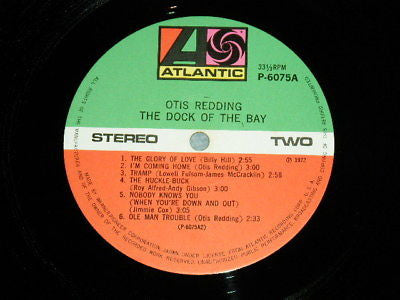 ATLANTIC
33⅓RPM
P-6075A
OTIS REDDING
THE DOCK OF THE BAY
STEREO
TWO
℗ 1972
1. THE GLORY OF LOVE (Billy Hill) 2:55
2. I'M COMING HOME (Otis Redding) 3:00
3. TRAMP (Lowell Fulsom-James McCracklin) 2:58
4. THE HUCKLE-BUCK
(Roy Alfred-Andy Gibson) 3:00
5. NOBODY KNOWS YOU
(WHEN YOU'RE DOWN AND OUT)
(Jimmie Cox) 3:05
6. OLE MAN TROUBLE (Otis Redding) 2:33
(P-6075A2)